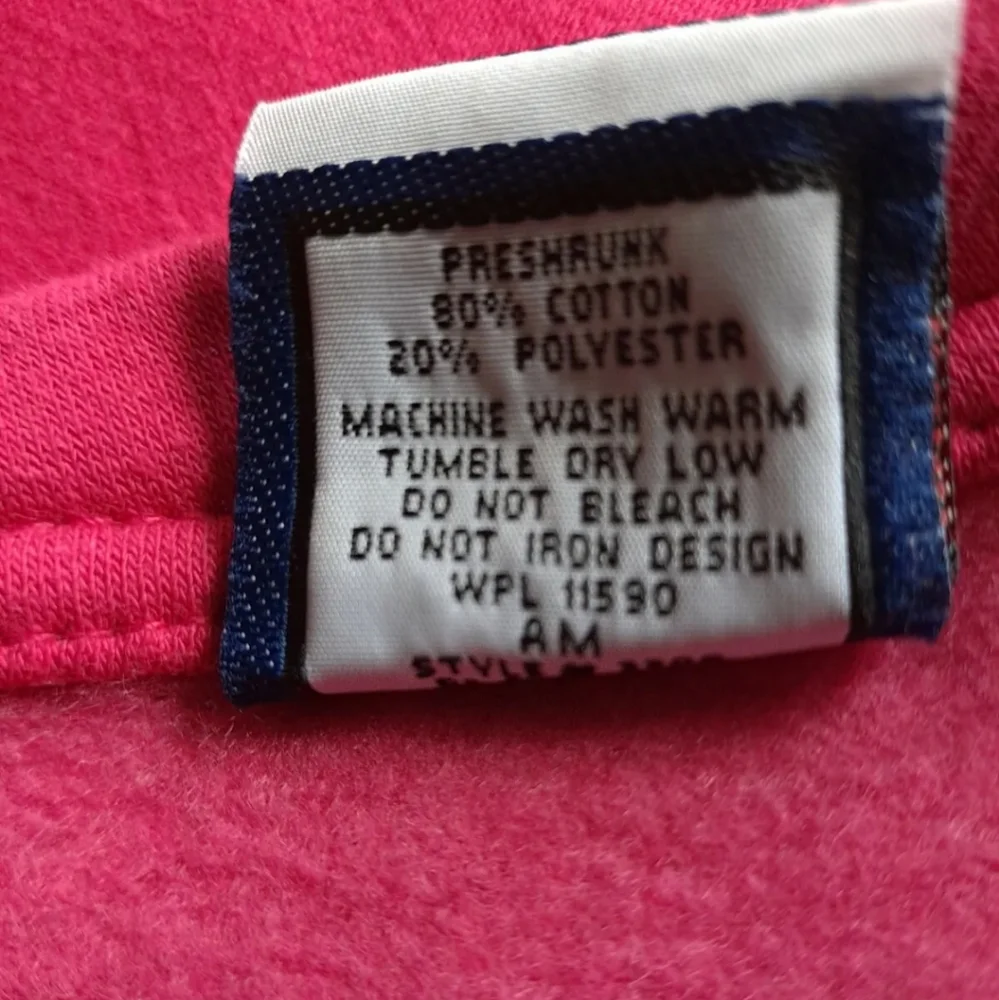 PRESHRUNK
80% COTTON
20% POLYESTER
MACHINE WASH WARM
TUMBLE DRY LOW
DO NOT BLEACH
DO NOT IRON DESIGN
WPL 11590
AM
STYLE